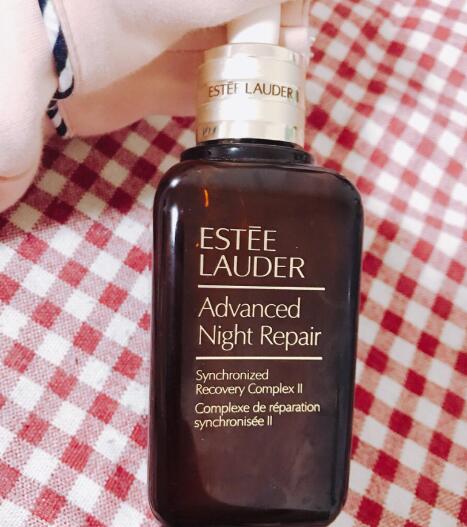 ESTĒE LAUDER
ESTĒE
LAUDER
Advanced
Night Repair
Synchronized
Recovery Complex II
Complexe de réparation
synchronisée II